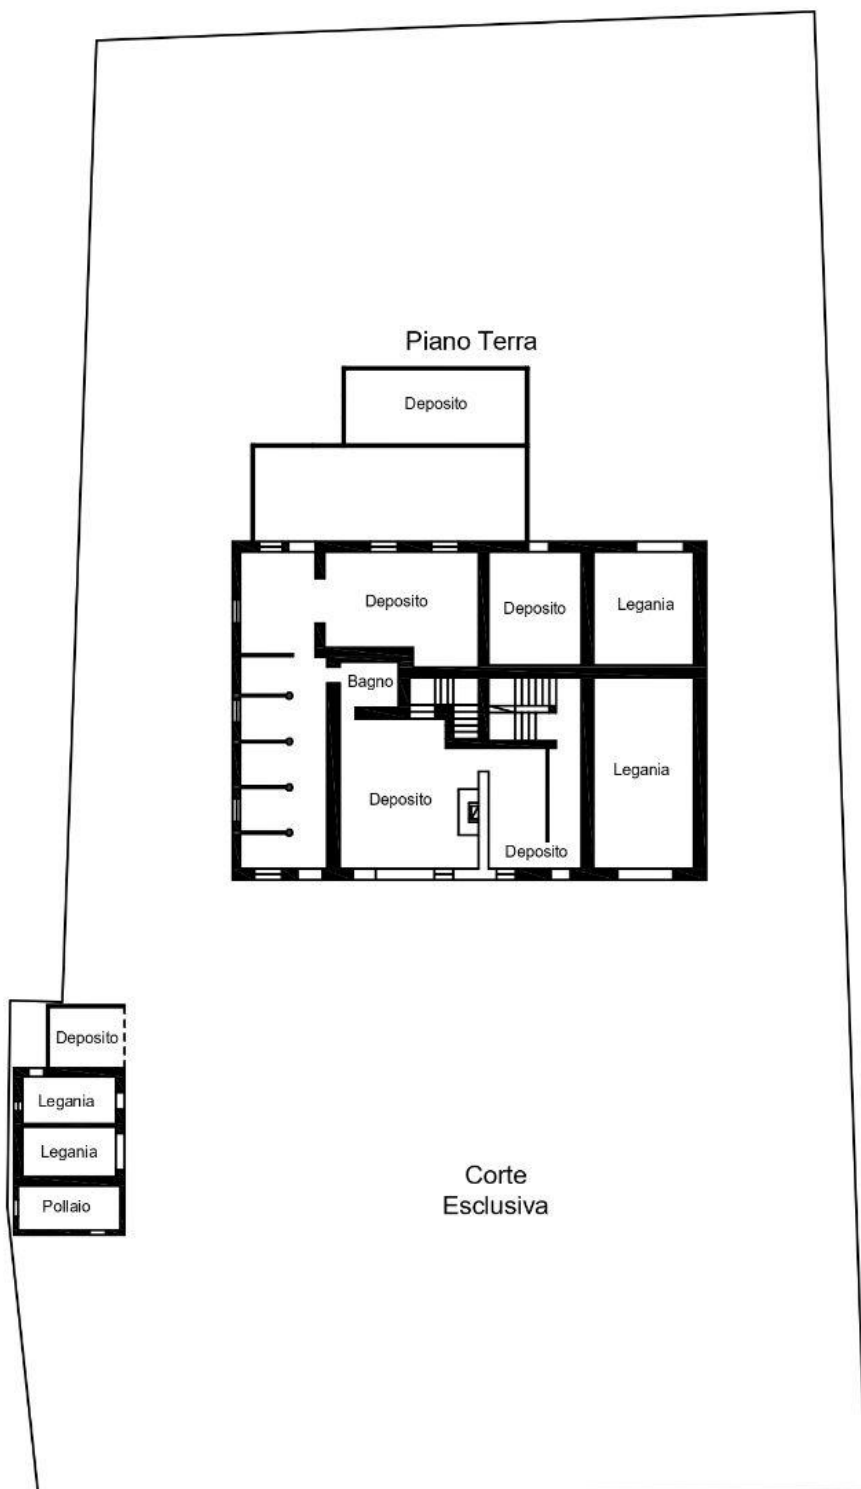 Piano Terra
Deposito
Deposito
Deposito
Legania
Bagno
Legania
Deposito
Deposito
Deposito
Legania
Legania
Pollaio
Corte
Esclusiva